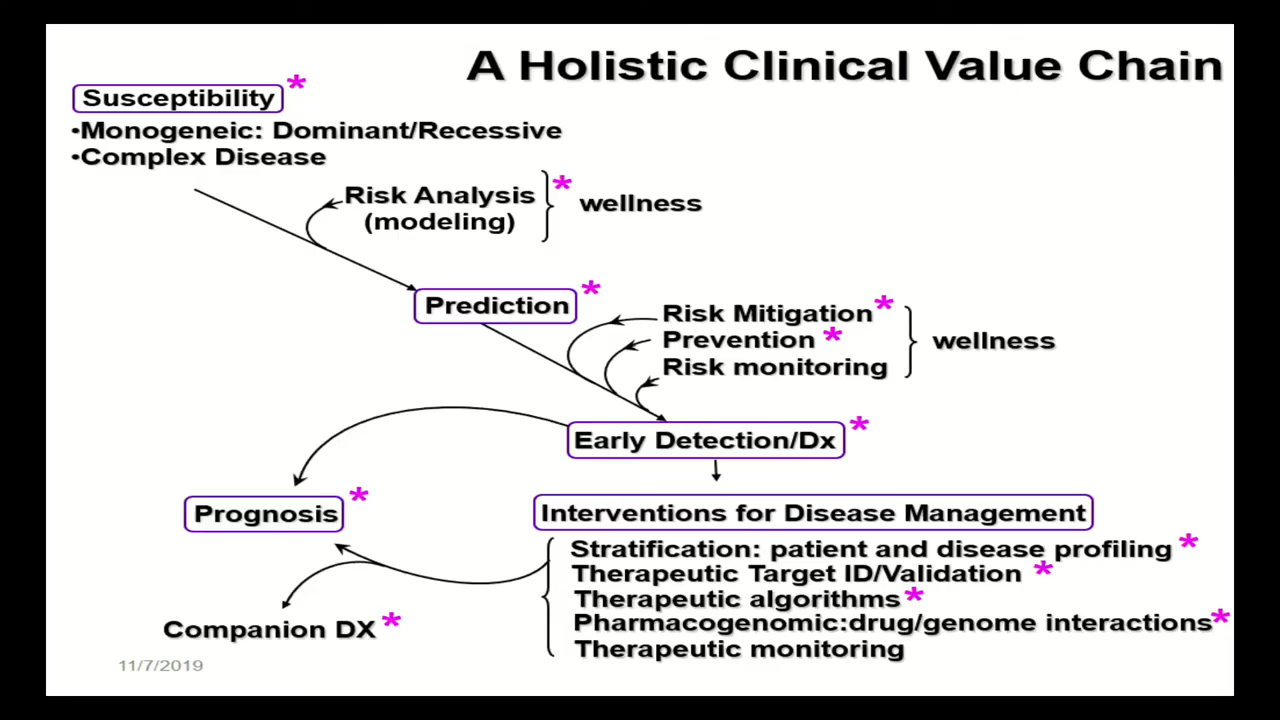 A Holistic Clinical Value Chain
Susceptibility *
•Monogeneic: Dominant/Recessive
•Complex Disease
Risk Analysis *
(modeling)
wellness
Prediction *
Risk Mitigation *
Prevention *
Risk monitoring
wellness
Early Detection/Dx *
Prognosis *
Interventions for Disease Management
Stratification: patient and disease profiling *
Therapeutic Target ID/Validation *
Therapeutic algorithms *
Pharmacogenomic:drug/genome interactions *
Therapeutic monitoring
Companion DX *
11/7/2019